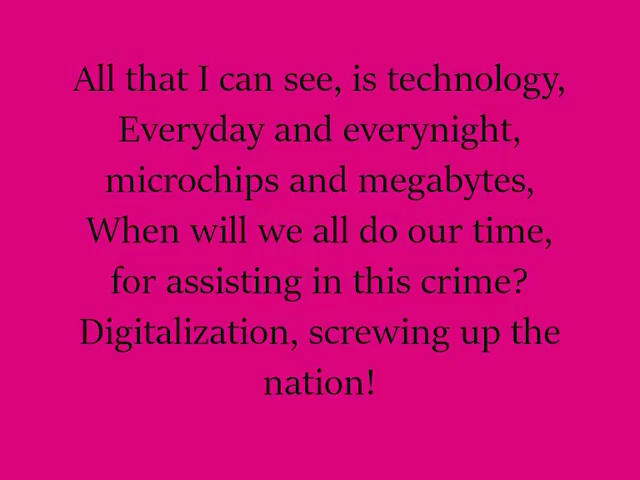 All that I can see, is technology,
Everyday and everynight,
microchips and megabytes,
When will we all do our time,
for assisting in this crime?
Digitalization, screwing up the
nation!